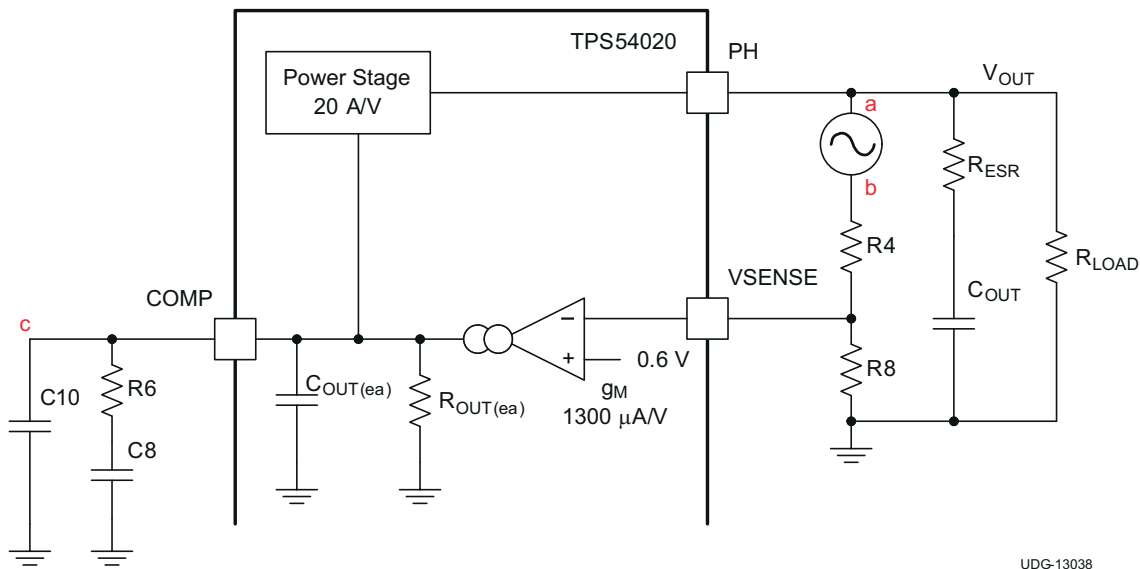 TPS54020
PH
Power Stage
20 A/V
VOUT
a
b
RESR
R4
RLOAD
VSENSE
COUT
COMP
c
–
+
0.6 V
R8
C10
R6
COUT(ea)
ROUT(ea)
gM
1300 μA/V
C8
UDG-13038